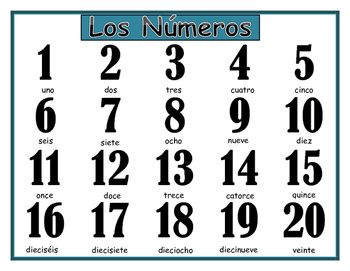 Los Números
1 2 3 4 5
uno dos tres cuatro cinco
6 7 8 9 10
seis siete ocho nueve diez
11 12 13 14 15
once doce trece catorce quince
16 17 18 19 20
dieciséis diecisiete dieciocho diecinueve veinte